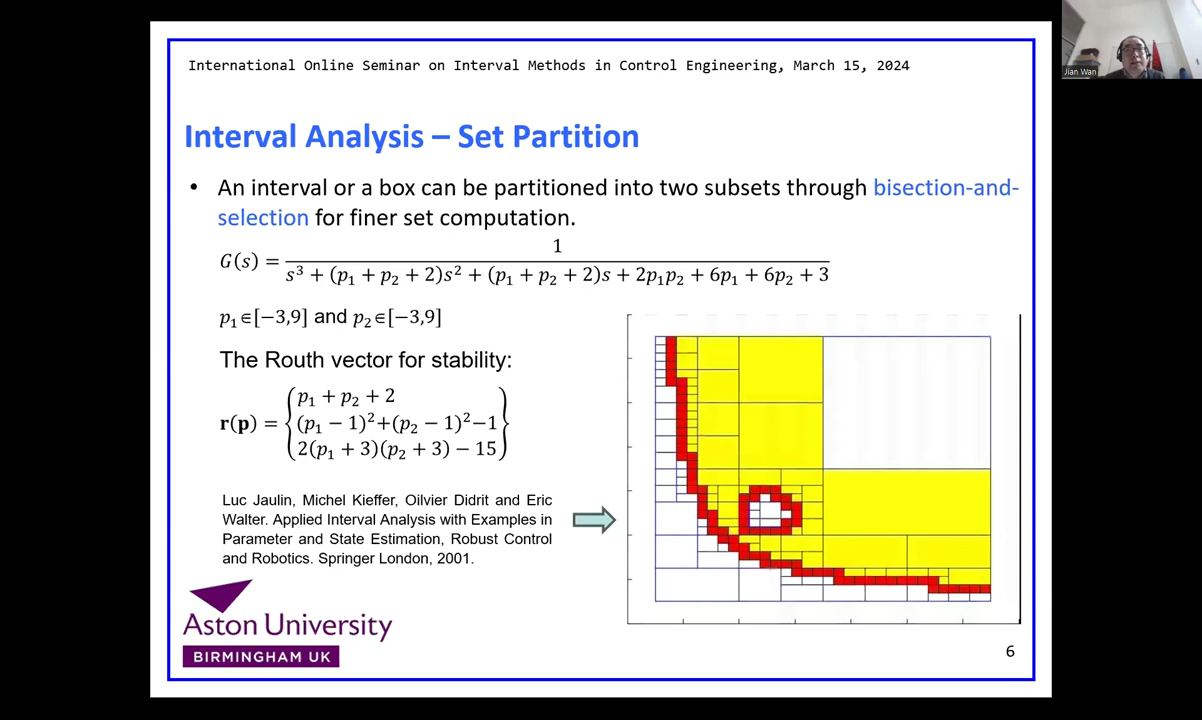 International Online Seminar on Interval Methods in Control Engineering, March 15, 2024
Jian Wan
Interval Analysis – Set Partition
• An interval or a box can be partitioned into two subsets through bisection-and-
selection for finer set computation.
G(s) = 1 / (s³ + (p₁ + p₂ + 2)s² + (p₁ + p₂ + 2)s + 2p₁p₂ + 6p₁ + 6p₂ + 3)
p₁∈[−3,9] and p₂∈[−3,9]
The Routh vector for stability:
p₁ + p₂ + 2
r(p) = { (p₁ − 1)²+(p₂ − 1)²−1 }
2(p₁ + 3)(p₂ + 3) − 15
Luc Jaulin, Michel Kieffer, Oilvier Didrit and Eric
Walter. Applied Interval Analysis with Examples in
Parameter and State Estimation, Robust Control
and Robotics. Springer London, 2001.
Aston University
BIRMINGHAM UK
6